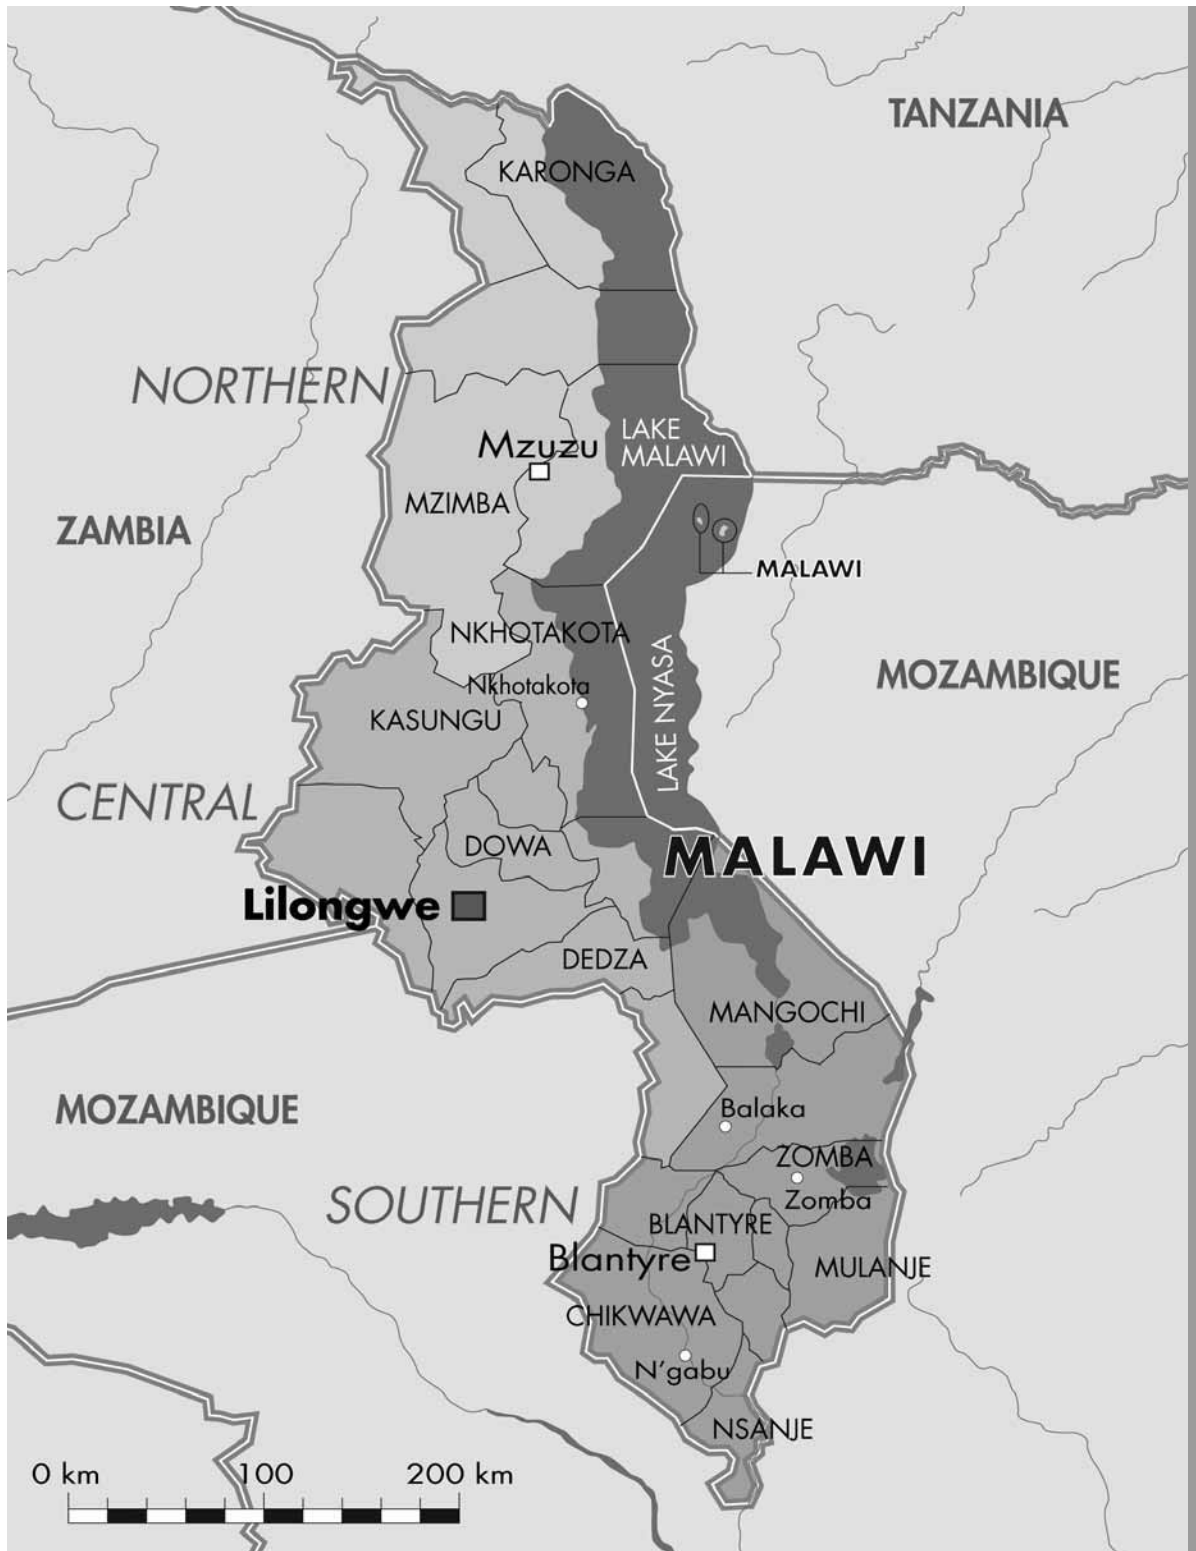 TANZANIA
KARONGA
NORTHERN
LAKE
MALAWI
Mzuzu
MZIMBA
ZAMBIA
MALAWI
NKHOTAKOTA
LAKE NYASA
MOZAMBIQUE
Nkhotakota
KASUNGU
CENTRAL
DOWA
MALAWI
Lilongwe
DEDZA
MANGOCHI
MOZAMBIQUE
Balaka
ZOMBA
Zomba
SOUTHERN
BLANTYRE
Blantyre
MULANJE
CHIKWAWA
N'gabu
NSANJE
0 km 100 200 km